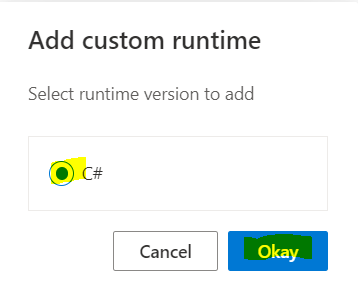 Add custom runtime
Select runtime version to add
C#
Cancel
Okay